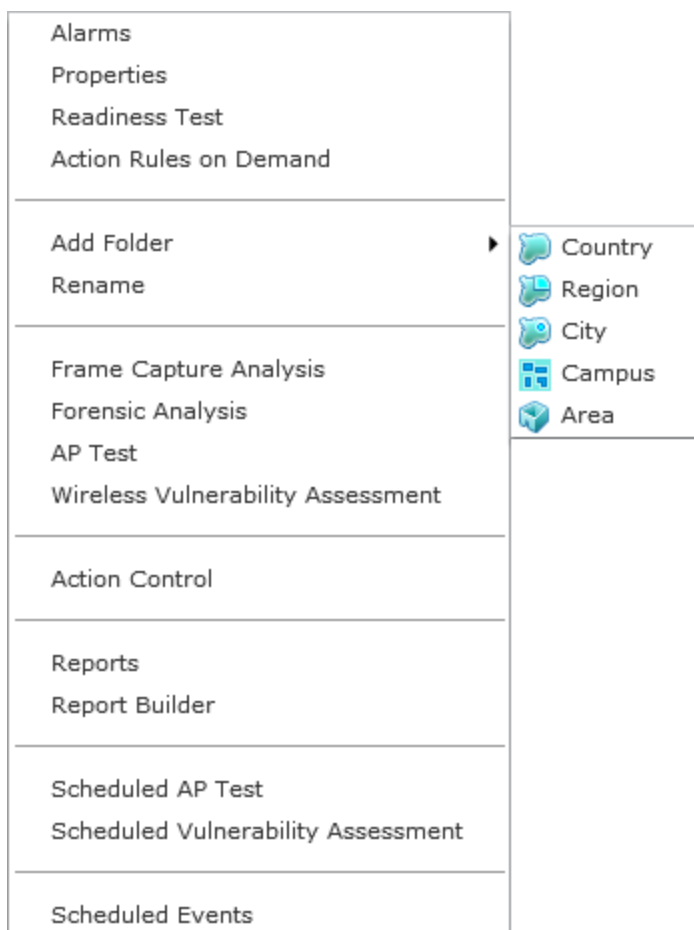 Alarms
Properties
Readiness Test
Action Rules on Demand
Add Folder
Rename
Country
Region
City
Campus
Area
Frame Capture Analysis
Forensic Analysis
AP Test
Wireless Vulnerability Assessment
Action Control
Reports
Report Builder
Scheduled AP Test
Scheduled Vulnerability Assessment
Scheduled Events